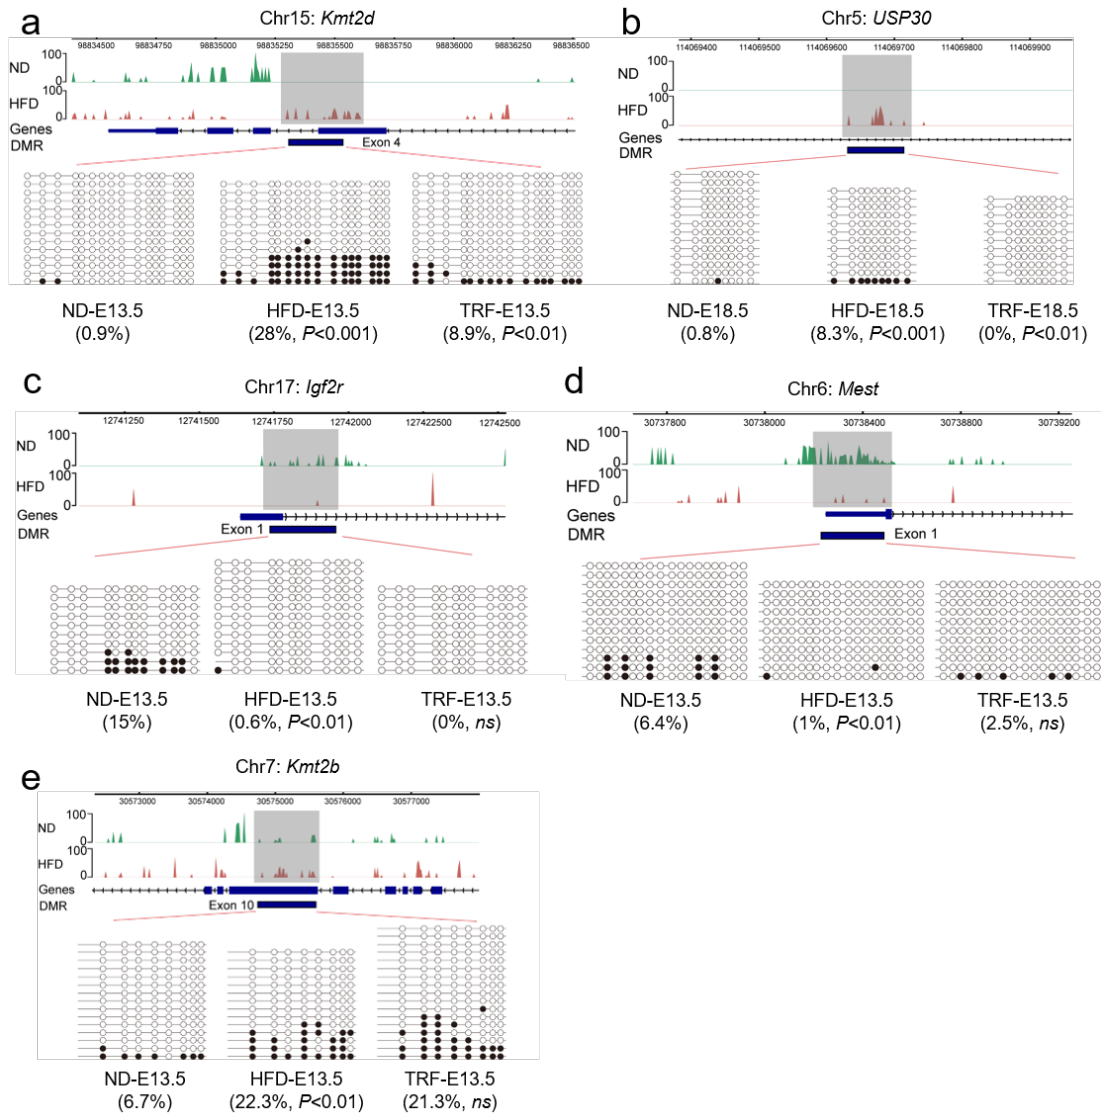 a
Chr15: Kmt2d
98834500 98834750 98835000 98835250 98835500 98835750 98836000 98836250 98836500
ND
100
0
HFD
100
0
Genes
DMR
Exon 4
ND-E13.5
(0.9%)
HFD-E13.5
(28%, P<0.001)
TRF-E13.5
(8.9%, P<0.01)
b
Chr5: USP30
114069400 114069500 114069600 114069700 114069800 114069900
ND
100
0
HFD
100
0
Genes
DMR
ND-E18.5
(0.8%)
HFD-E18.5
(8.3%, P<0.001)
TRF-E18.5
(0%, P<0.01)
c
Chr17: Igf2r
12741250 12741500 12741750 12742000 12742250 12742500
ND
100
0
HFD
100
0
Genes
DMR
Exon 1
ND-E13.5
(15%)
HFD-E13.5
(0.6%, P<0.01)
TRF-E13.5
(0%, ns)
d
Chr6: Mest
30737800 30738000 30738400 30738800 30739200
ND
100
0
HFD
100
0
Genes
DMR
Exon 1
ND-E13.5
(6.4%)
HFD-E13.5
(1%, P<0.01)
TRF-E13.5
(2.5%, ns)
e
Chr7: Kmt2b
30573000 30574000 30575000 30576000 30577000
ND
100
0
HFD
100
0
Genes
DMR
Exon 10
ND-E13.5
(6.7%)
HFD-E13.5
(22.3%, P<0.01)
TRF-E13.5
(21.3%, ns)